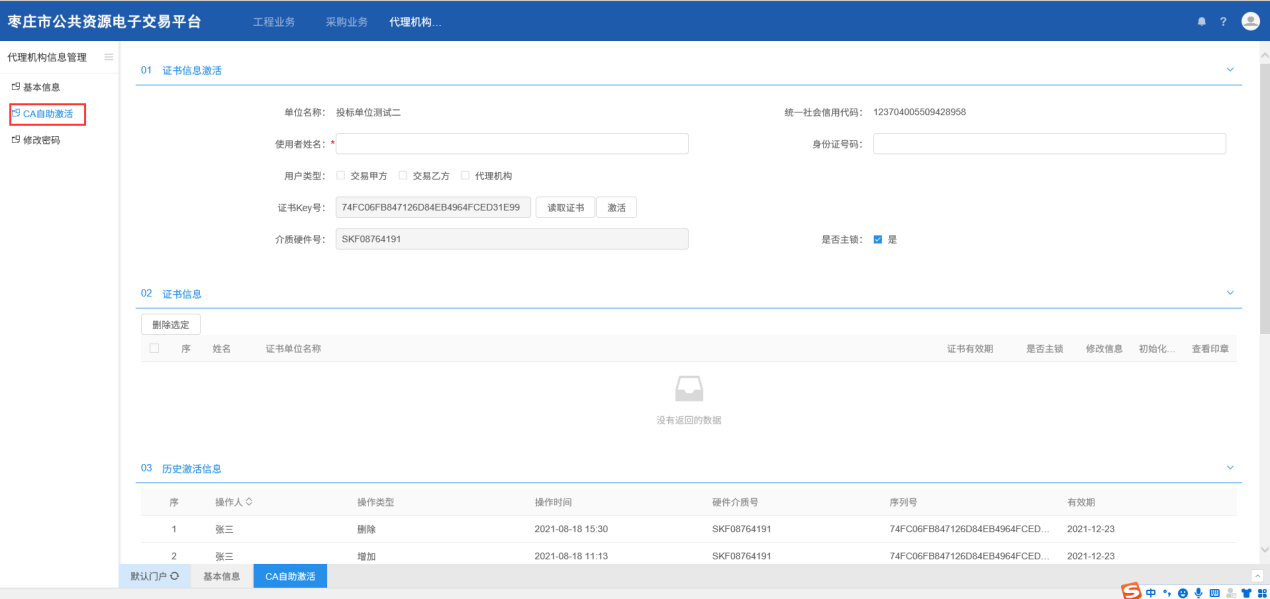 枣庄市公共资源电子交易平台 工程业务 采购业务 代理机构... ?
代理机构信息管理
基本信息
CA自助激活
修改密码
01 证书信息激活
单位名称: 投标单位测试二 统一社会信用代码: 123704005509428958
使用者姓名: * 身份证号码:
用户类型: 交易甲方 交易乙方 代理机构
证书Key号: 74FC06FB847126D84EB4964FCED31E99 读取证书 激活
介质硬件号: SKF08764191 是否主锁: 是
02 证书信息
删除选定
序 姓名 证书单位名称 证书有效期 是否主锁 修改信息 初始化... 查看印章
没有返回的数据
03 历史激活信息
序 操作人 操作类型 操作时间 硬件介质号 序列号 有效期
1 张三 删除 2021-08-18 15:30 SKF08764191 74FC06FB847126D84EB4964FCED... 2021-12-23
2 张三 增加 2021-08-18 11:13 SKF08764191 74FC06FB847126D84EB4964FCED... 2021-12-23
默认门户 基本信息 CA自助激活
S 中